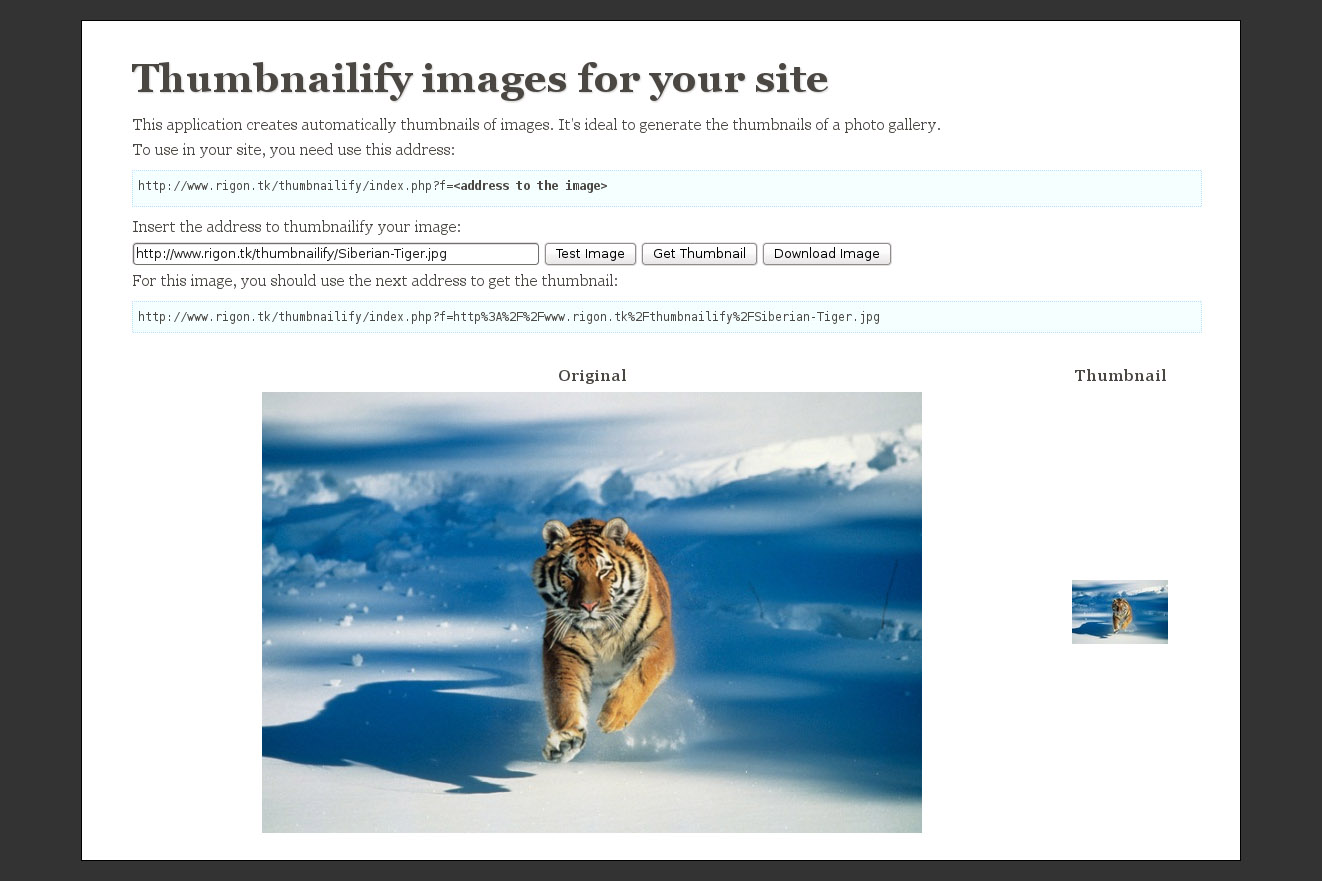 Thumbnailify images for your site
This application creates automatically thumbnails of images. It's ideal to generate the thumbnails of a photo gallery.
To use in your site, you need use this address:
http://www.rigon.tk/thumbnailify/index.php?f=<address to the image>
Insert the address to thumbnailify your image:
http://www.rigon.tk/thumbnailify/Siberian-Tiger.jpg Test Image Get Thumbnail Download Image
For this image, you should use the next address to get the thumbnail:
http://www.rigon.tk/thumbnailify/index.php?f=http%3A%2F%2Fwww.rigon.tk%2Fthumbnailify%2FSiberian-Tiger.jpg
Original Thumbnail